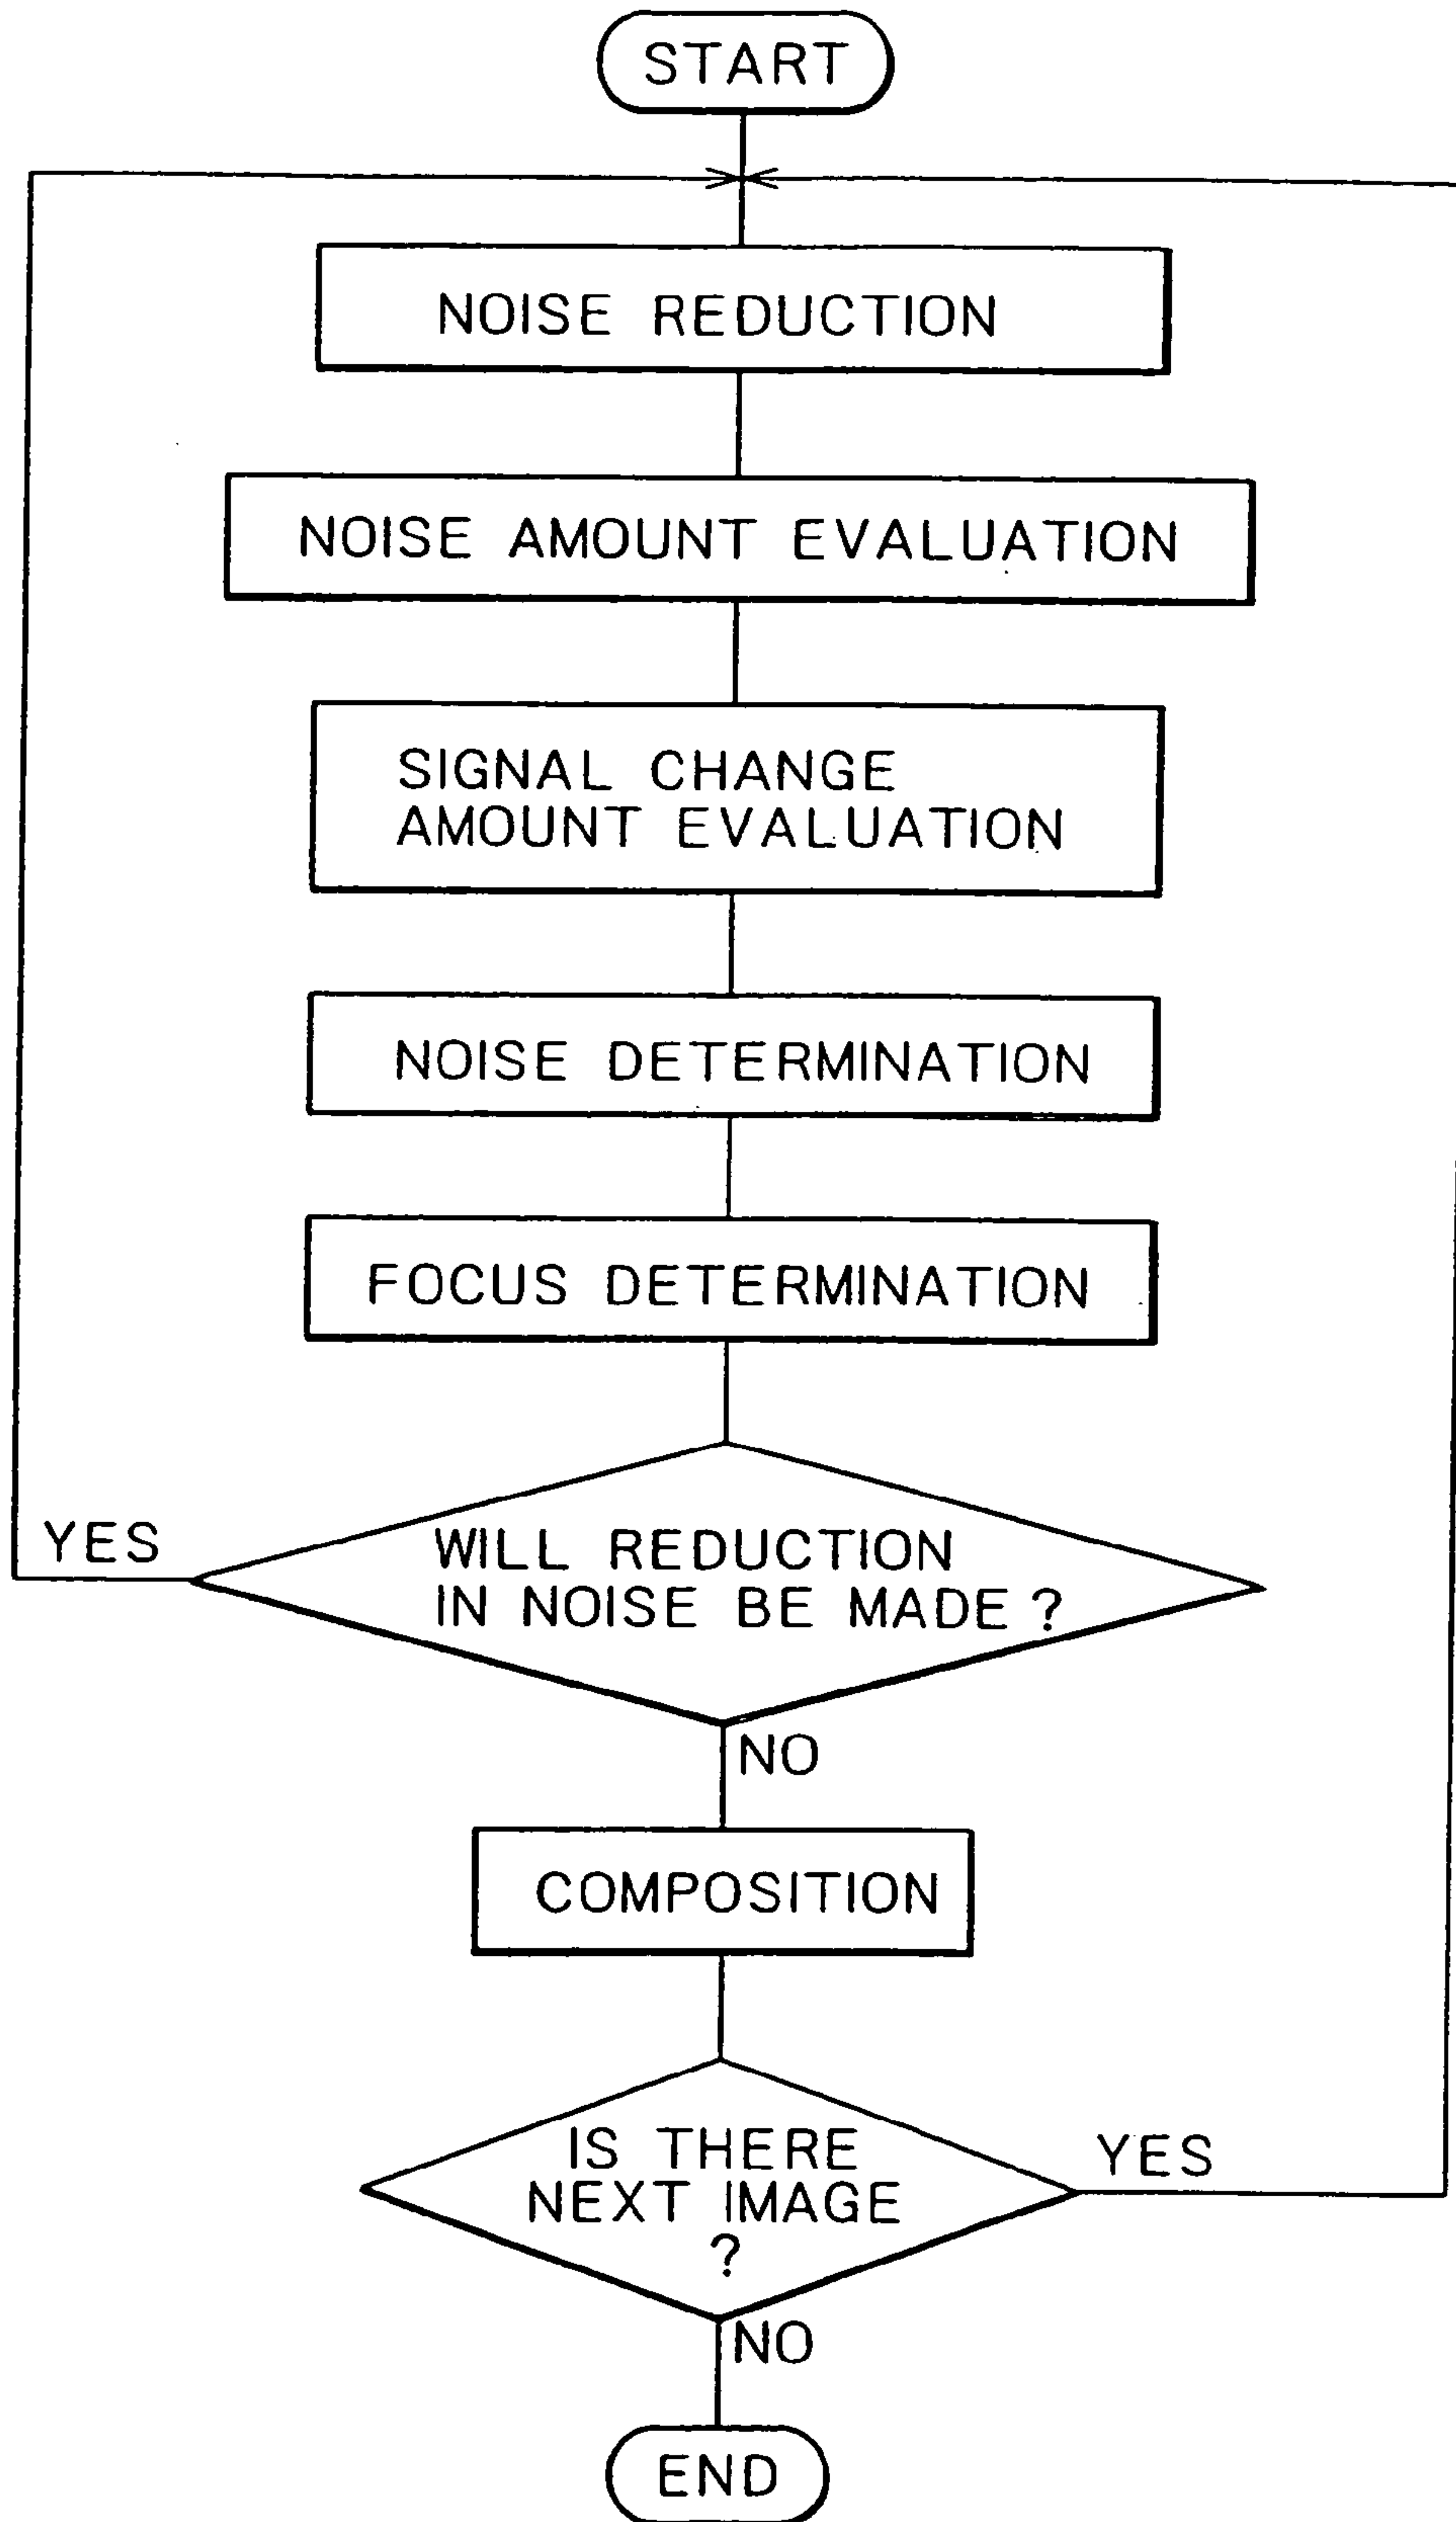 START
NOISE REDUCTION
NOISE AMOUNT EVALUATION
SIGNAL CHANGE
AMOUNT EVALUATION
NOISE DETERMINATION
FOCUS DETERMINATION
YES
WILL REDUCTION
IN NOISE BE MADE ?
NO
COMPOSITION
IS THERE
NEXT IMAGE
?
YES
NO
END